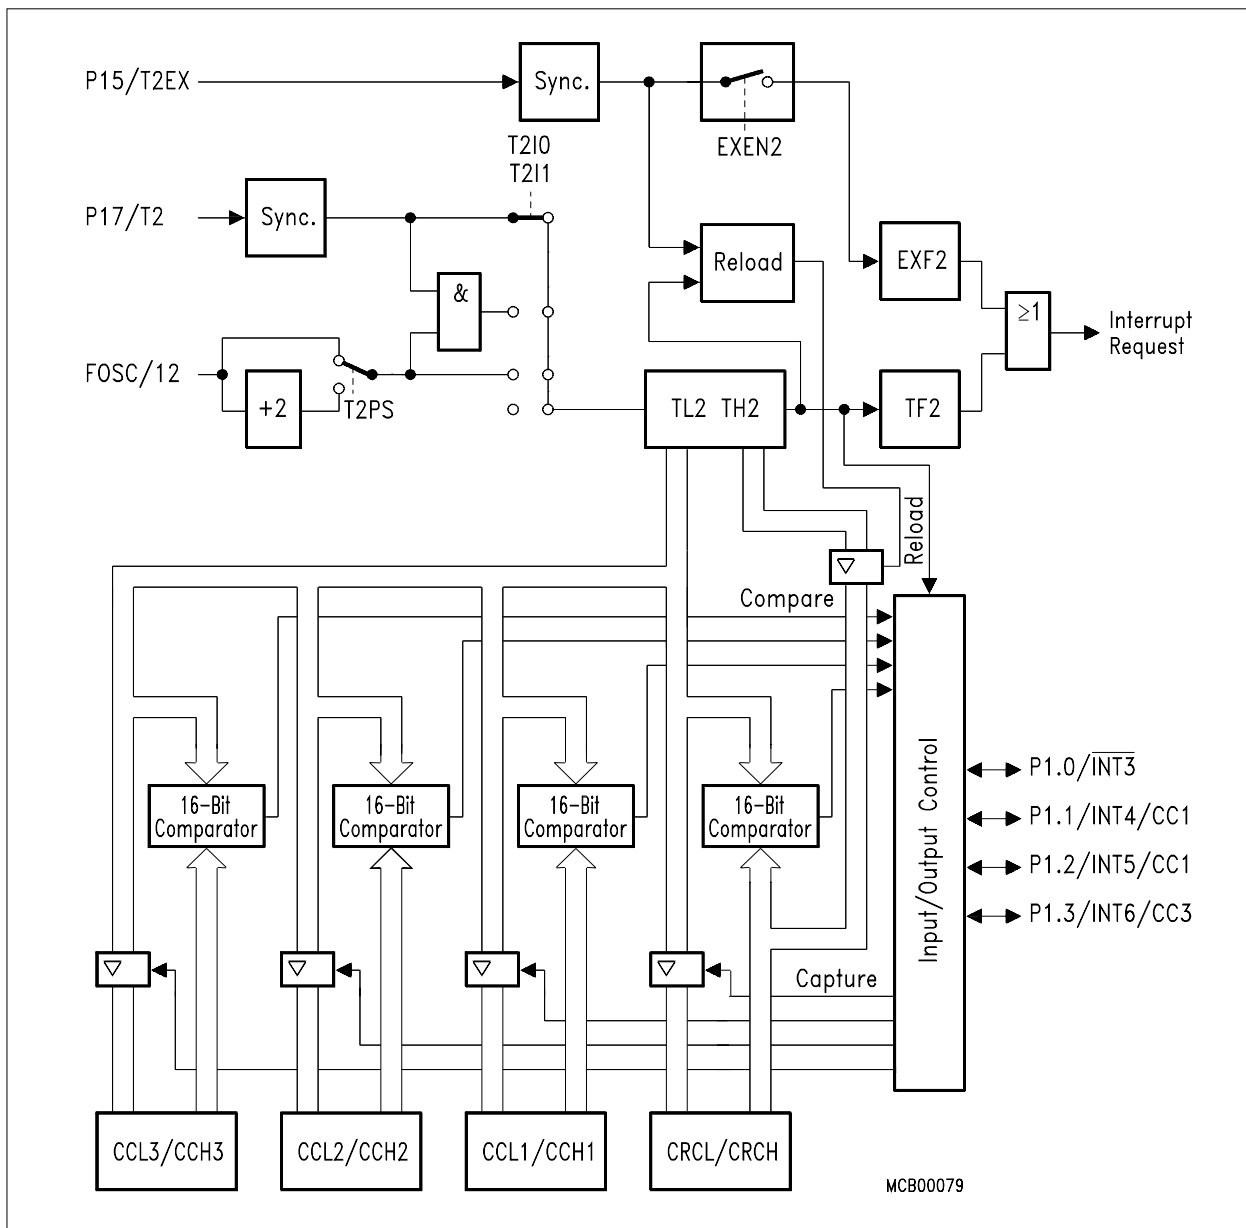 P15/T2EX
Sync.
EXEN2
T2I0
T2I1
P17/T2
Sync.
&
Reload
EXF2
≥1
Interrupt
Request
FOSC/12
+2
T2PS
TL2 TH2
TF2
Reload
Compare
16-Bit
Comparator
16-Bit
Comparator
16-Bit
Comparator
16-Bit
Comparator
Input/Output Control
P1.0/INT3
P1.1/INT4/CC1
P1.2/INT5/CC1
P1.3/INT6/CC3
Capture
CCL3/CCH3
CCL2/CCH2
CCL1/CCH1
CRCL/CRCH
MCB00079